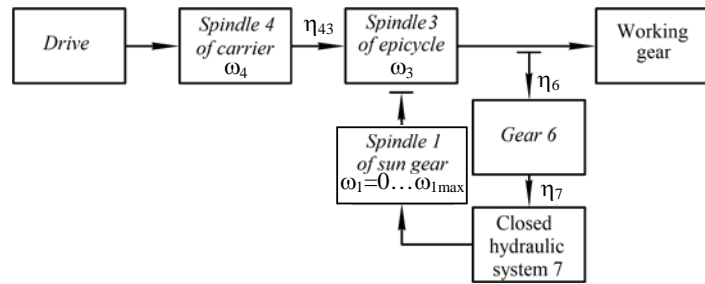 Drive
Spindle 4
of carrier
ω4
η43
Spindle 3
of epicycle
ω3
Working
gear
η6
Gear 6
Spindle 1
of sun gear
ω1=0…ω1max
η7
Closed
hydraulic
system 7